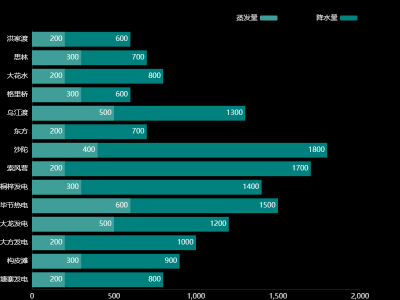 蒸发量 降水量
洪家渡 200 600
思林 300 700
大花水 200 800
格里桥 300 600
乌江渡 500 1300
东方 200 700
沙沱 400 1800
索风营 200 1700
桐梓发电 300 1400
毕节热电 600 1500
大龙发电 500 1200
大方发电 200 1000
构皮滩 300 900
塘寨发电 200 800
0 500 1,000 1,500 2,000